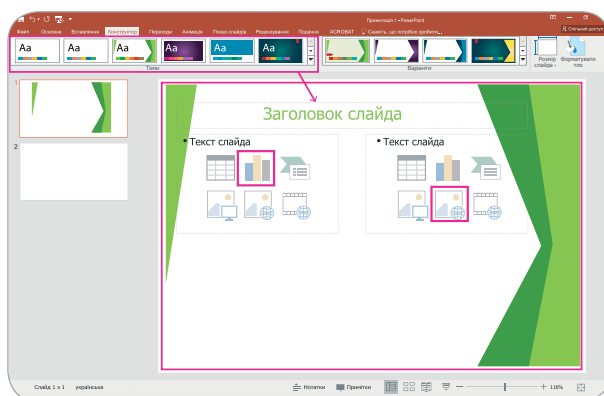 Презентація 1 – PowerPoint
Файл Основне Вставлення Конструктор Переходи Анімація Показ слайдів Рецензування Подання ACROBAT Скажіть, що потрібно зробити...
Спільний доступ
Aa Aa Aa Aa Aa Aa
Розмір слайда
Форматувати тло
Теми
Варіанти
1
2
Заголовок слайда
• Текст слайда
• Текст слайда
Слайд 1 з 1 українська
Нотатки Примітки
116%